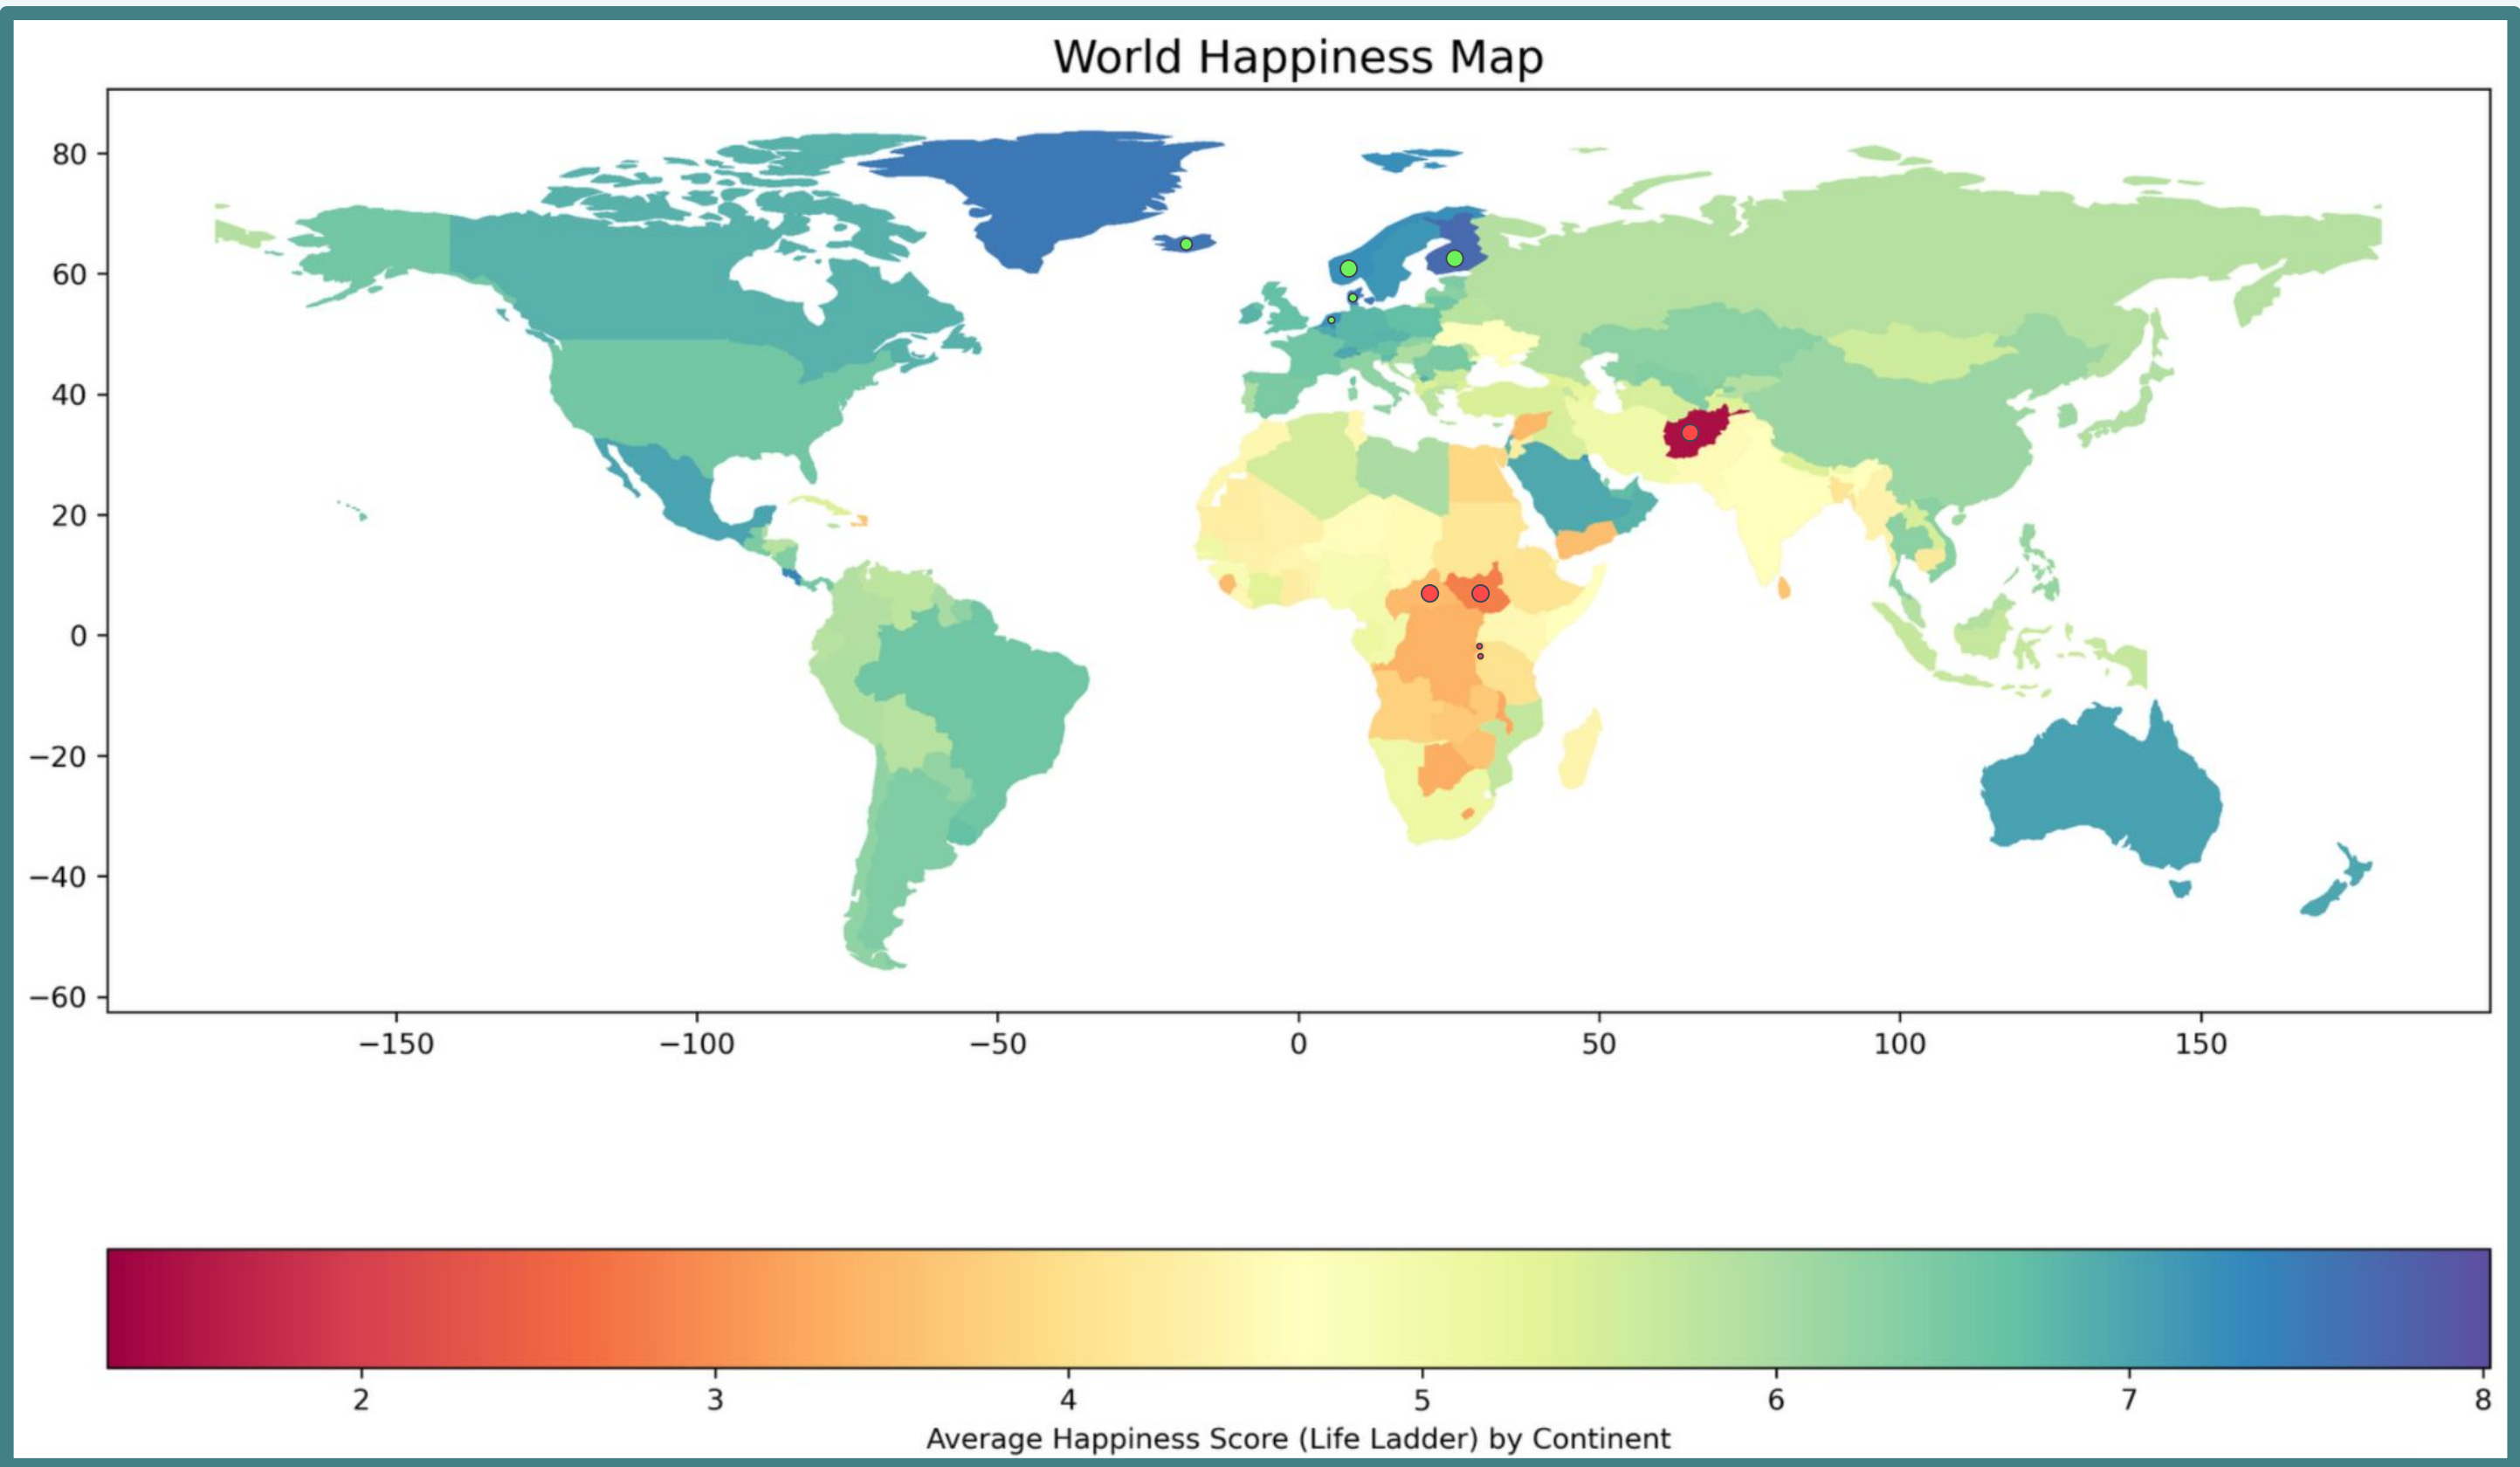 World Happiness Map
80
60
40
20
0
−20
−40
−60
−150 −100 −50 0 50 100 150
2 3 4 5 6 7 8
Average Happiness Score (Life Ladder) by Continent